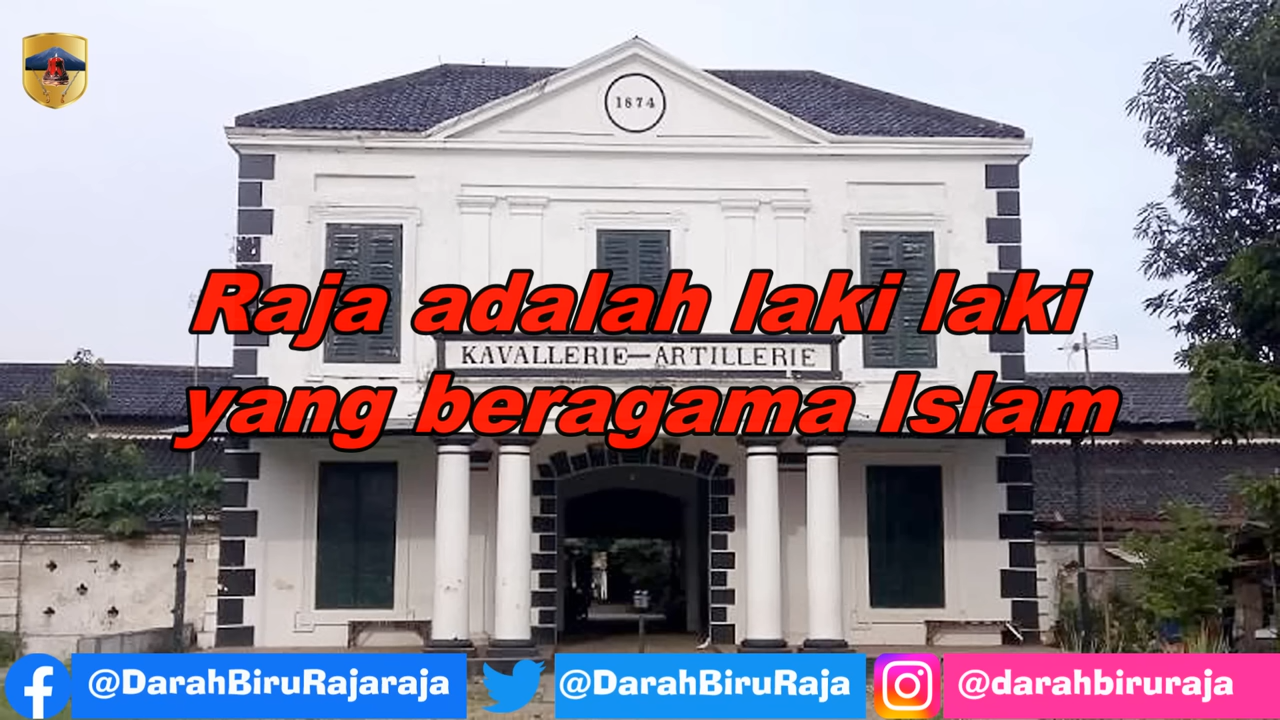 1874
Raja adalah laki laki
KAVALLERIE—ARTILLERIE
yang beragama Islam
@DarahBiruRajaraja
@DarahBiruRaja
@darahbiruraja